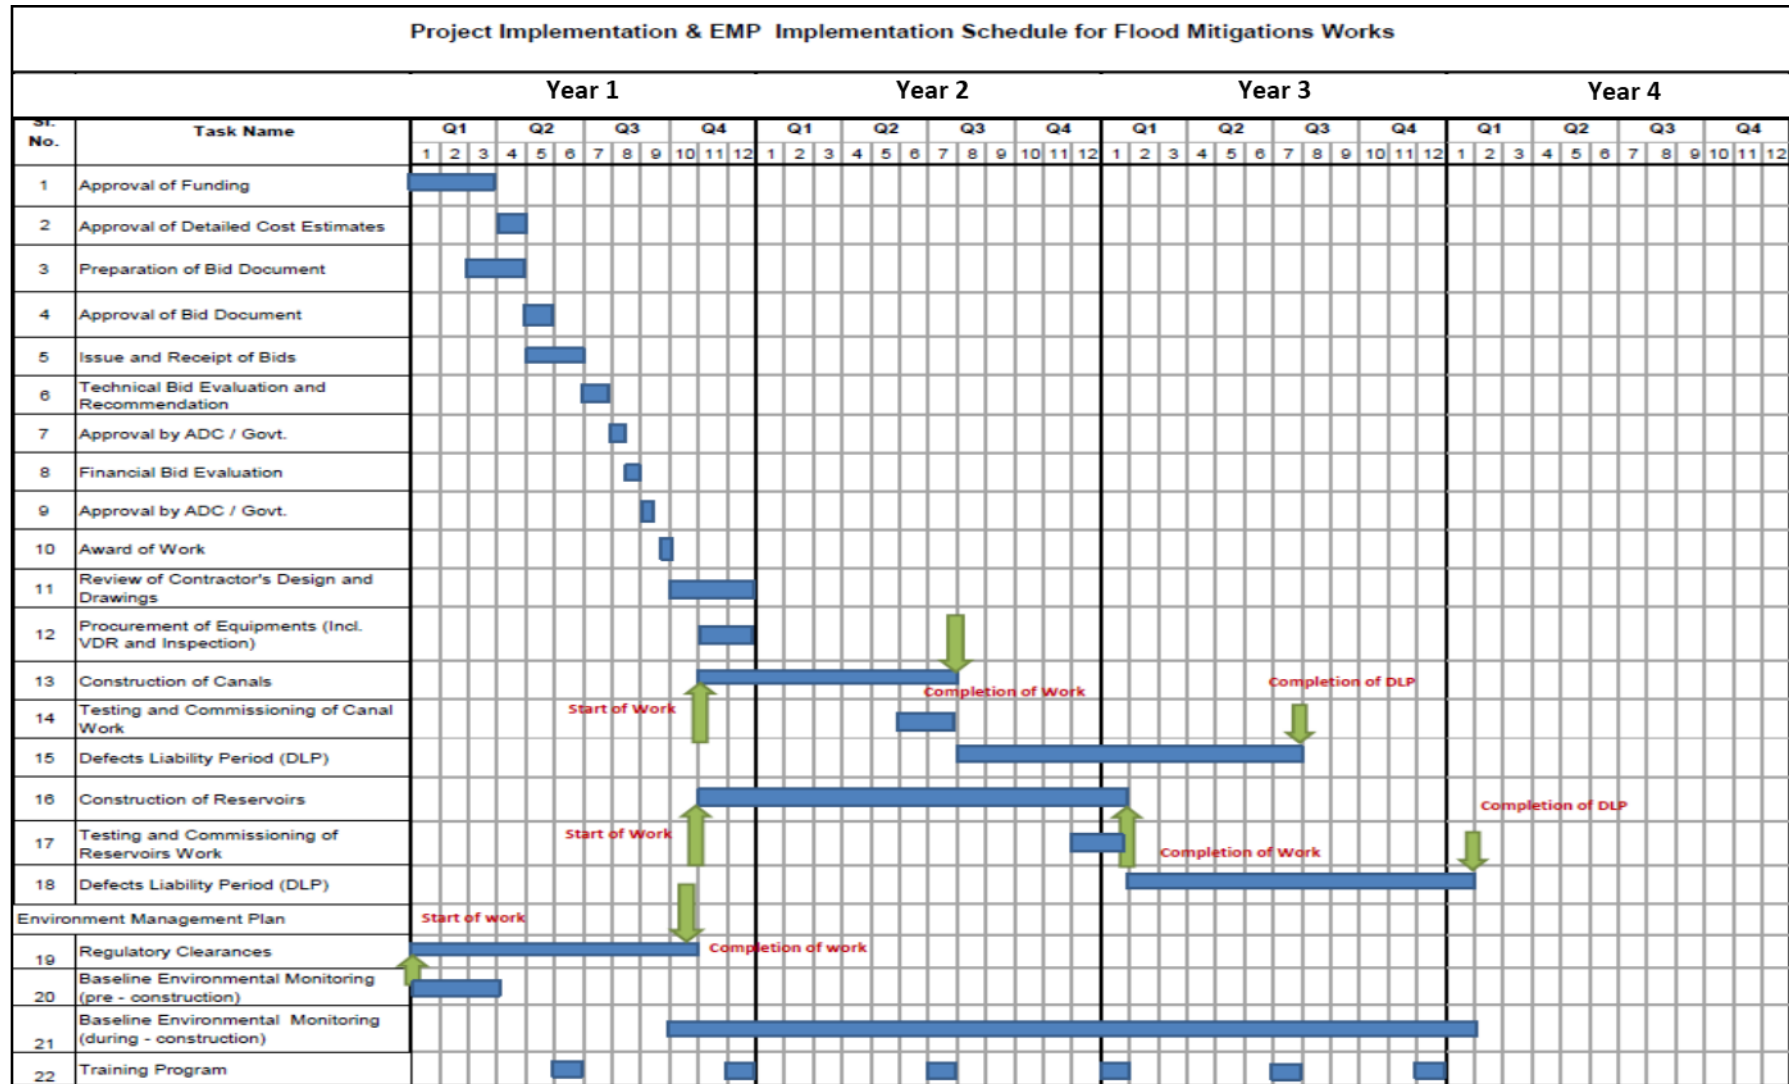 Project Implementation & EMP Implementation Schedule for Flood Mitigations Works
Year 1 Year 2 Year 3 Year 4
Sr. No. Task Name Q1 Q2 Q3 Q4 Q1 Q2 Q3 Q4 Q1 Q2 Q3 Q4 Q1 Q2 Q3 Q4
1 2 3 4 5 6 7 8 9 10 11 12 1 2 3 4 5 6 7 8 9 10 11 12 1 2 3 4 5 6 7 8 9 10 11 12 1 2 3 4 5 6 7 8 9 10 11 12
1 Approval of Funding
2 Approval of Detailed Cost Estimates
3 Preparation of Bid Document
4 Approval of Bid Document
5 Issue and Receipt of Bids
6 Technical Bid Evaluation and
Recommendation
7 Approval by ADC / Govt.
8 Financial Bid Evaluation
9 Approval by ADC / Govt.
10 Award of Work
11 Review of Contractor's Design and
Drawings
12 Procurement of Equipments (Incl.
VDR and Inspection)
13 Construction of Canals
Completion of Work
Completion of DLP
Start of Work
14 Testing and Commissioning of Canal
Work
15 Defects Liability Period (DLP)
16 Construction of Reservoirs
Completion of DLP
Start of Work
17 Testing and Commissioning of
Reservoirs Work
Completion of Work
18 Defects Liability Period (DLP)
Environment Management Plan
Start of work
19 Regulatory Clearances
Completion of work
20 Baseline Environmental Monitoring
(pre - construction)
21 Baseline Environmental Monitoring
(during - construction)
22 Training Program